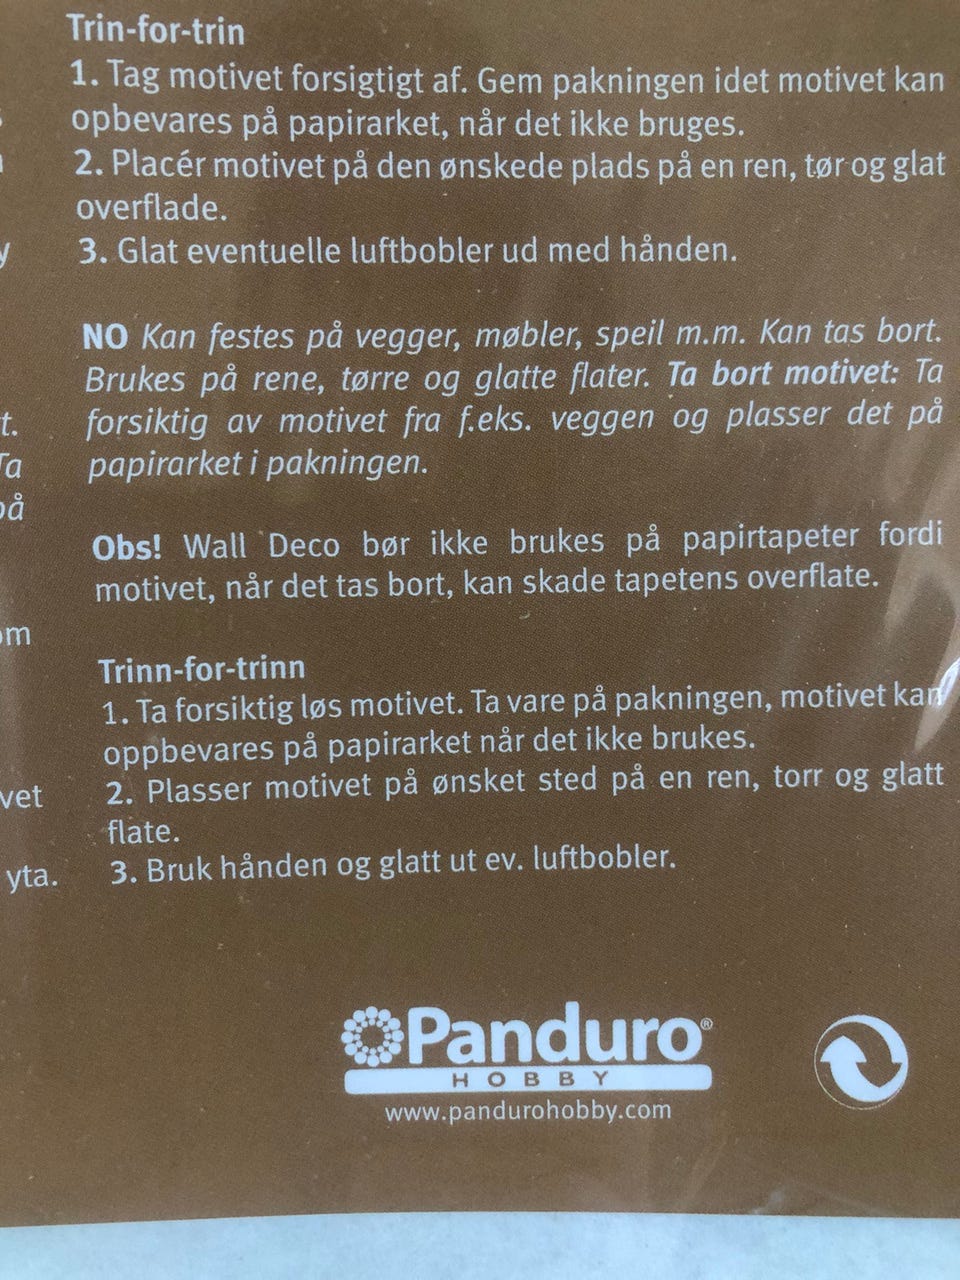 Trin-for-trin
1. Tag motivet forsigtigt af. Gem pakningen idet motivet kan
opbevares på papirarket, når det ikke bruges.
2. Placér motivet på den ønskede plads på en ren, tør og glat
overflade.
3. Glat eventuelle luftbobler ud med hånden.
NO Kan festes på vegger, møbler, speil m.m. Kan tas bort.
Brukes på rene, tørre og glatte flater. Ta bort motivet: Ta
forsiktig av motivet fra f.eks. veggen og plasser det på
papirarket i pakningen.
Obs! Wall Deco bør ikke brukes på papirtapeter fordi
motivet, når det tas bort, kan skade tapetens overflate.
Trinn-for-trinn
1. Ta forsiktig løs motivet. Ta vare på pakningen, motivet kan
oppbevares på papirarket når det ikke brukes.
2. Plasser motivet på ønsket sted på en ren, torr og glatt
flate.
3. Bruk hånden og glatt ut ev. luftbobler.
t.
Ta
på
om
vet
yta.
Panduro®
HOBBY
www.pandurohobby.com